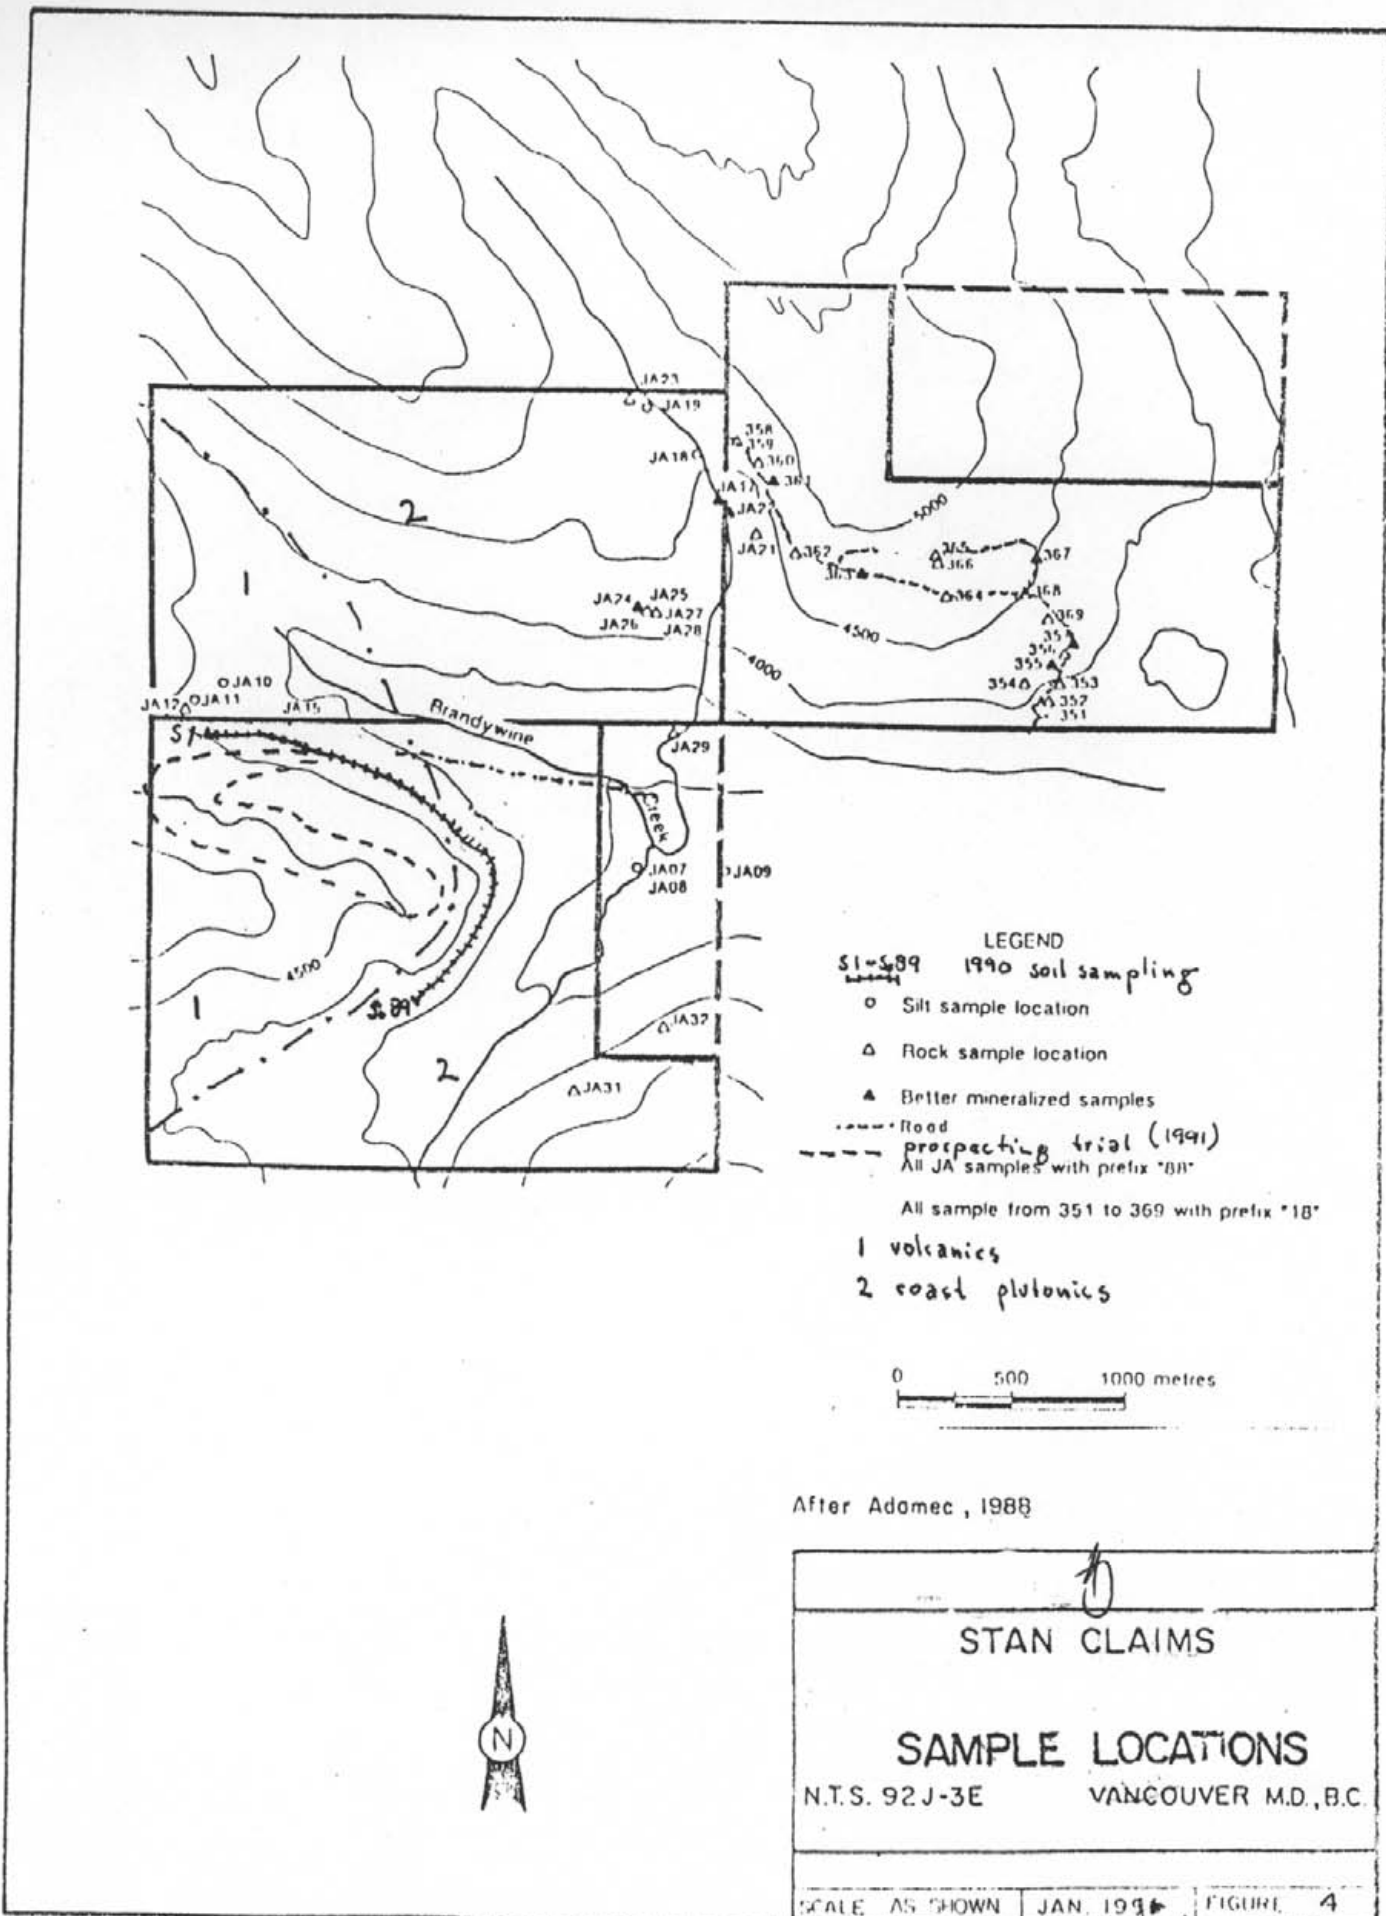 JA23
JA19
358
359
JA18
360
361
JA17
JA22
5000
2
JA21
362
365
366
367
363
364
368
1
JA24
JA25
369
JA26
JA27
JA28
4500
357
356
355
4000
354
353
JA10
JA12
JA11
JA15
352
351
Brandywine
S1
JA29
Creek
JA07
JA08
JA09
4500
S89
1
JA32
2
JA31
LEGEND
S1-S89 1990 soil sampling
Silt sample location
Rock sample location
Better mineralized samples
Road
prospecting trial (1991)
All JA samples with prefix "88"
All sample from 351 to 369 with prefix "18"
1 volcanics
2 coast plutonics
0 500 1000 metres
After Adamec, 1988
STAN CLAIMS
N
SAMPLE LOCATIONS
N.T.S. 92J-3E VANCOUVER M.D., B.C.
SCALE AS SHOWN JAN. FIGURE 4